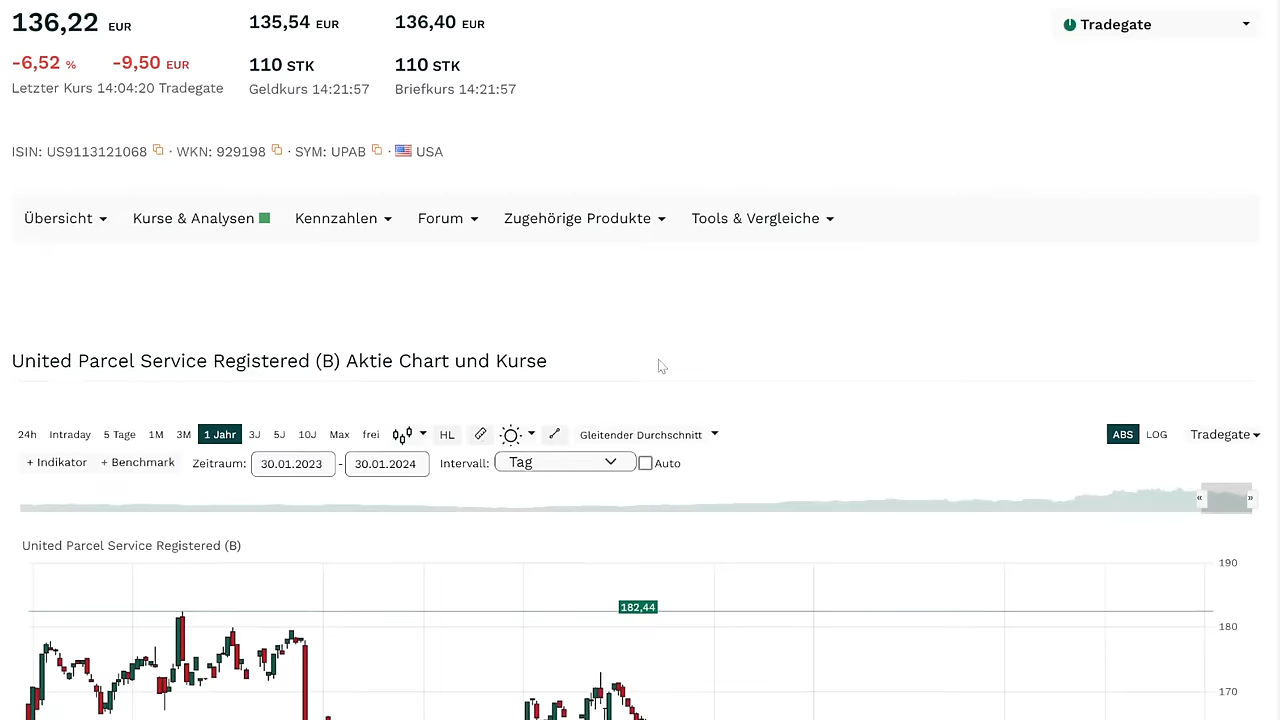 136,22 EUR 135,54 EUR 136,40 EUR Tradegate
-6,52 % -9,50 EUR 110 STK 110 STK
Letzter Kurs 14:04:20 Tradegate Geldkurs 14:21:57 Briefkurs 14:21:57
ISIN: US9113121068 · WKN: 929198 · SYM: UPAB · USA
Übersicht Kurse & Analysen Kennzahlen Forum Zugehörige Produkte Tools & Vergleiche
United Parcel Service Registered (B) Aktie Chart und Kurse
24h Intraday 5 Tage 1M 3M 1 Jahr 3J 5J 10J Max frei HL Gleitender Durchschnitt ABS LOG Tradegate
+ Indikator + Benchmark Zeitraum: 30.01.2023 - 30.01.2024 Intervall: Tag Auto
« »
United Parcel Service Registered (B)
190
182,44
180
170